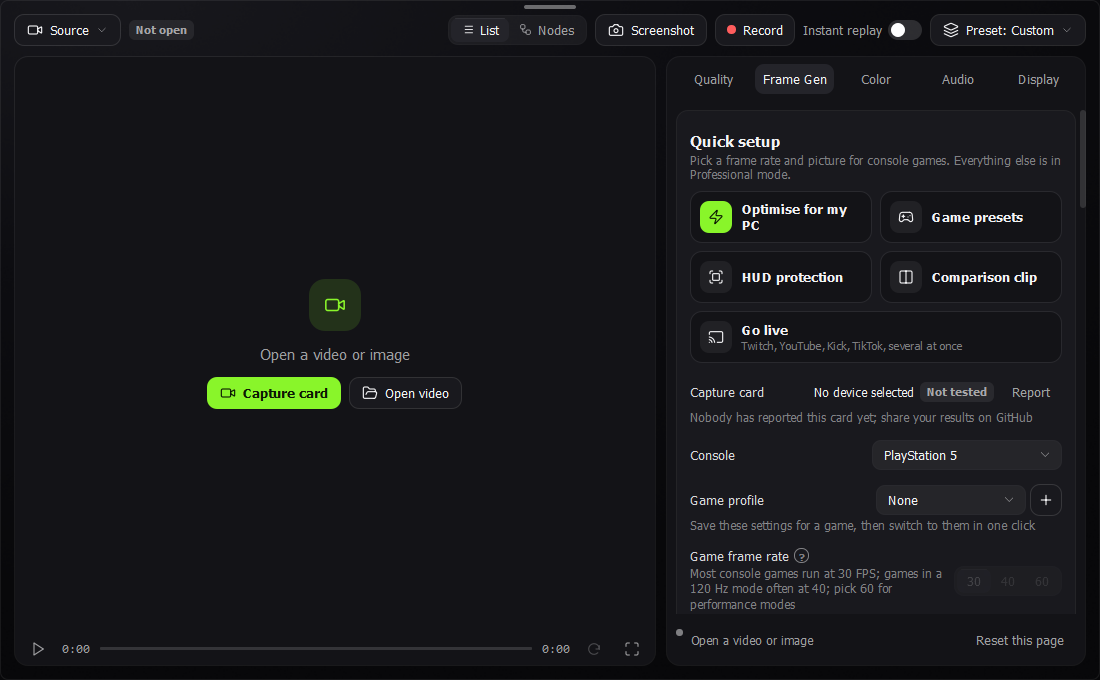 Source
Not open
List
Nodes
Screenshot
Record
Instant replay
Preset: Custom
Open a video or image
Capture card
Open video
0:00
0:00
Quality
Frame Gen
Color
Audio
Display
Quick setup
Pick a frame rate and picture for console games. Everything else is in
Professional mode.
Optimise for my
PC
Game presets
HUD protection
Comparison clip
Go live
Twitch, YouTube, Kick, TikTok, several at once
Capture card
No device selected
Not tested
Report
Nobody has reported this card yet; share your results on GitHub
Console
PlayStation 5
Game profile
None
+
Save these settings for a game, then switch to them in one click
Game frame rate ?
Most console games run at 30 FPS; games in a
120 Hz mode often at 40; pick 60 for
performance modes
30
40
60
Open a video or image
Reset this page